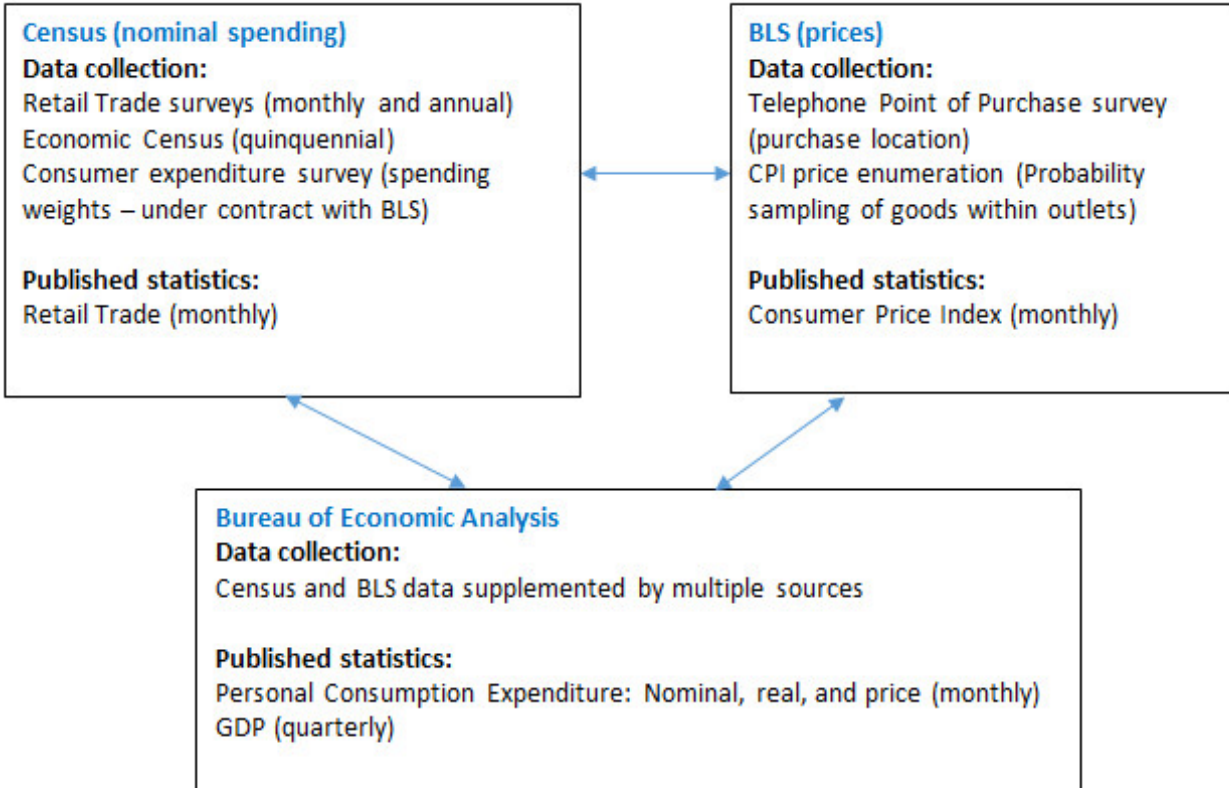 Census (nominal spending)
Data collection:
Retail Trade surveys (monthly and annual)
Economic Census (quinquennial)
Consumer expenditure survey (spending
weights – under contract with BLS)
Published statistics:
Retail Trade (monthly)
BLS (prices)
Data collection:
Telephone Point of Purchase survey
(purchase location)
CPI price enumeration (Probability
sampling of goods within outlets)
Published statistics:
Consumer Price Index (monthly)
Bureau of Economic Analysis
Data collection:
Census and BLS data supplemented by multiple sources
Published statistics:
Personal Consumption Expenditure: Nominal, real, and price (monthly)
GDP (quarterly)